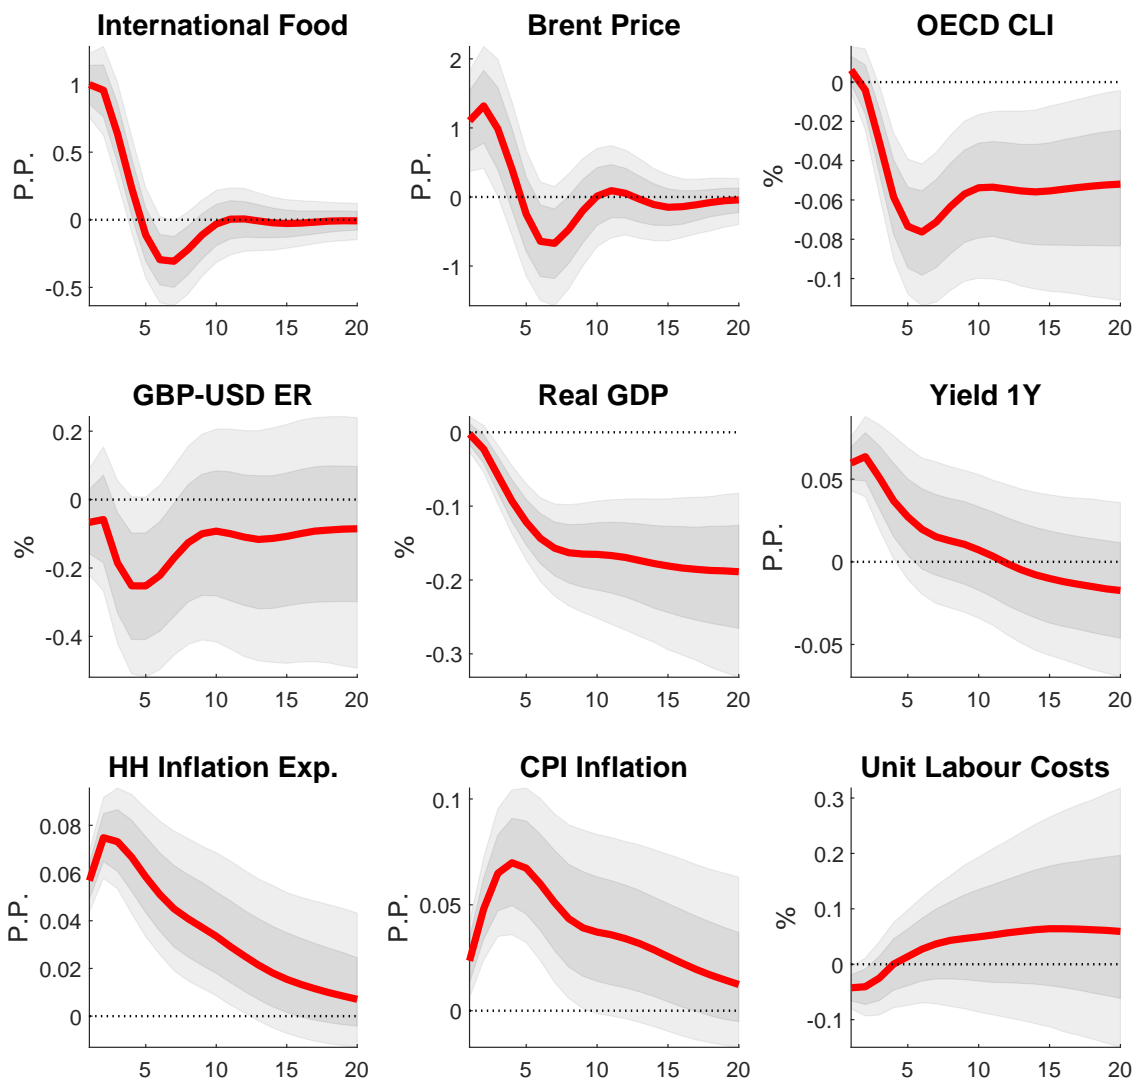 International Food
Brent Price
OECD CLI
P.P.
1
0.5
0
-0.5
5 10 15 20
P.P.
2
1
0
-1
5 10 15 20
%
0
-0.02
-0.04
-0.06
-0.08
-0.1
5 10 15 20
GBP-USD ER
Real GDP
Yield 1Y
%
0.2
0
-0.2
-0.4
5 10 15 20
%
0
-0.1
-0.2
-0.3
5 10 15 20
P.P.
0.05
0
-0.05
5 10 15 20
HH Inflation Exp.
CPI Inflation
Unit Labour Costs
P.P.
0.08
0.06
0.04
0.02
0
5 10 15 20
P.P.
0.1
0.05
0
5 10 15 20
%
0.3
0.2
0.1
0
-0.1
5 10 15 20